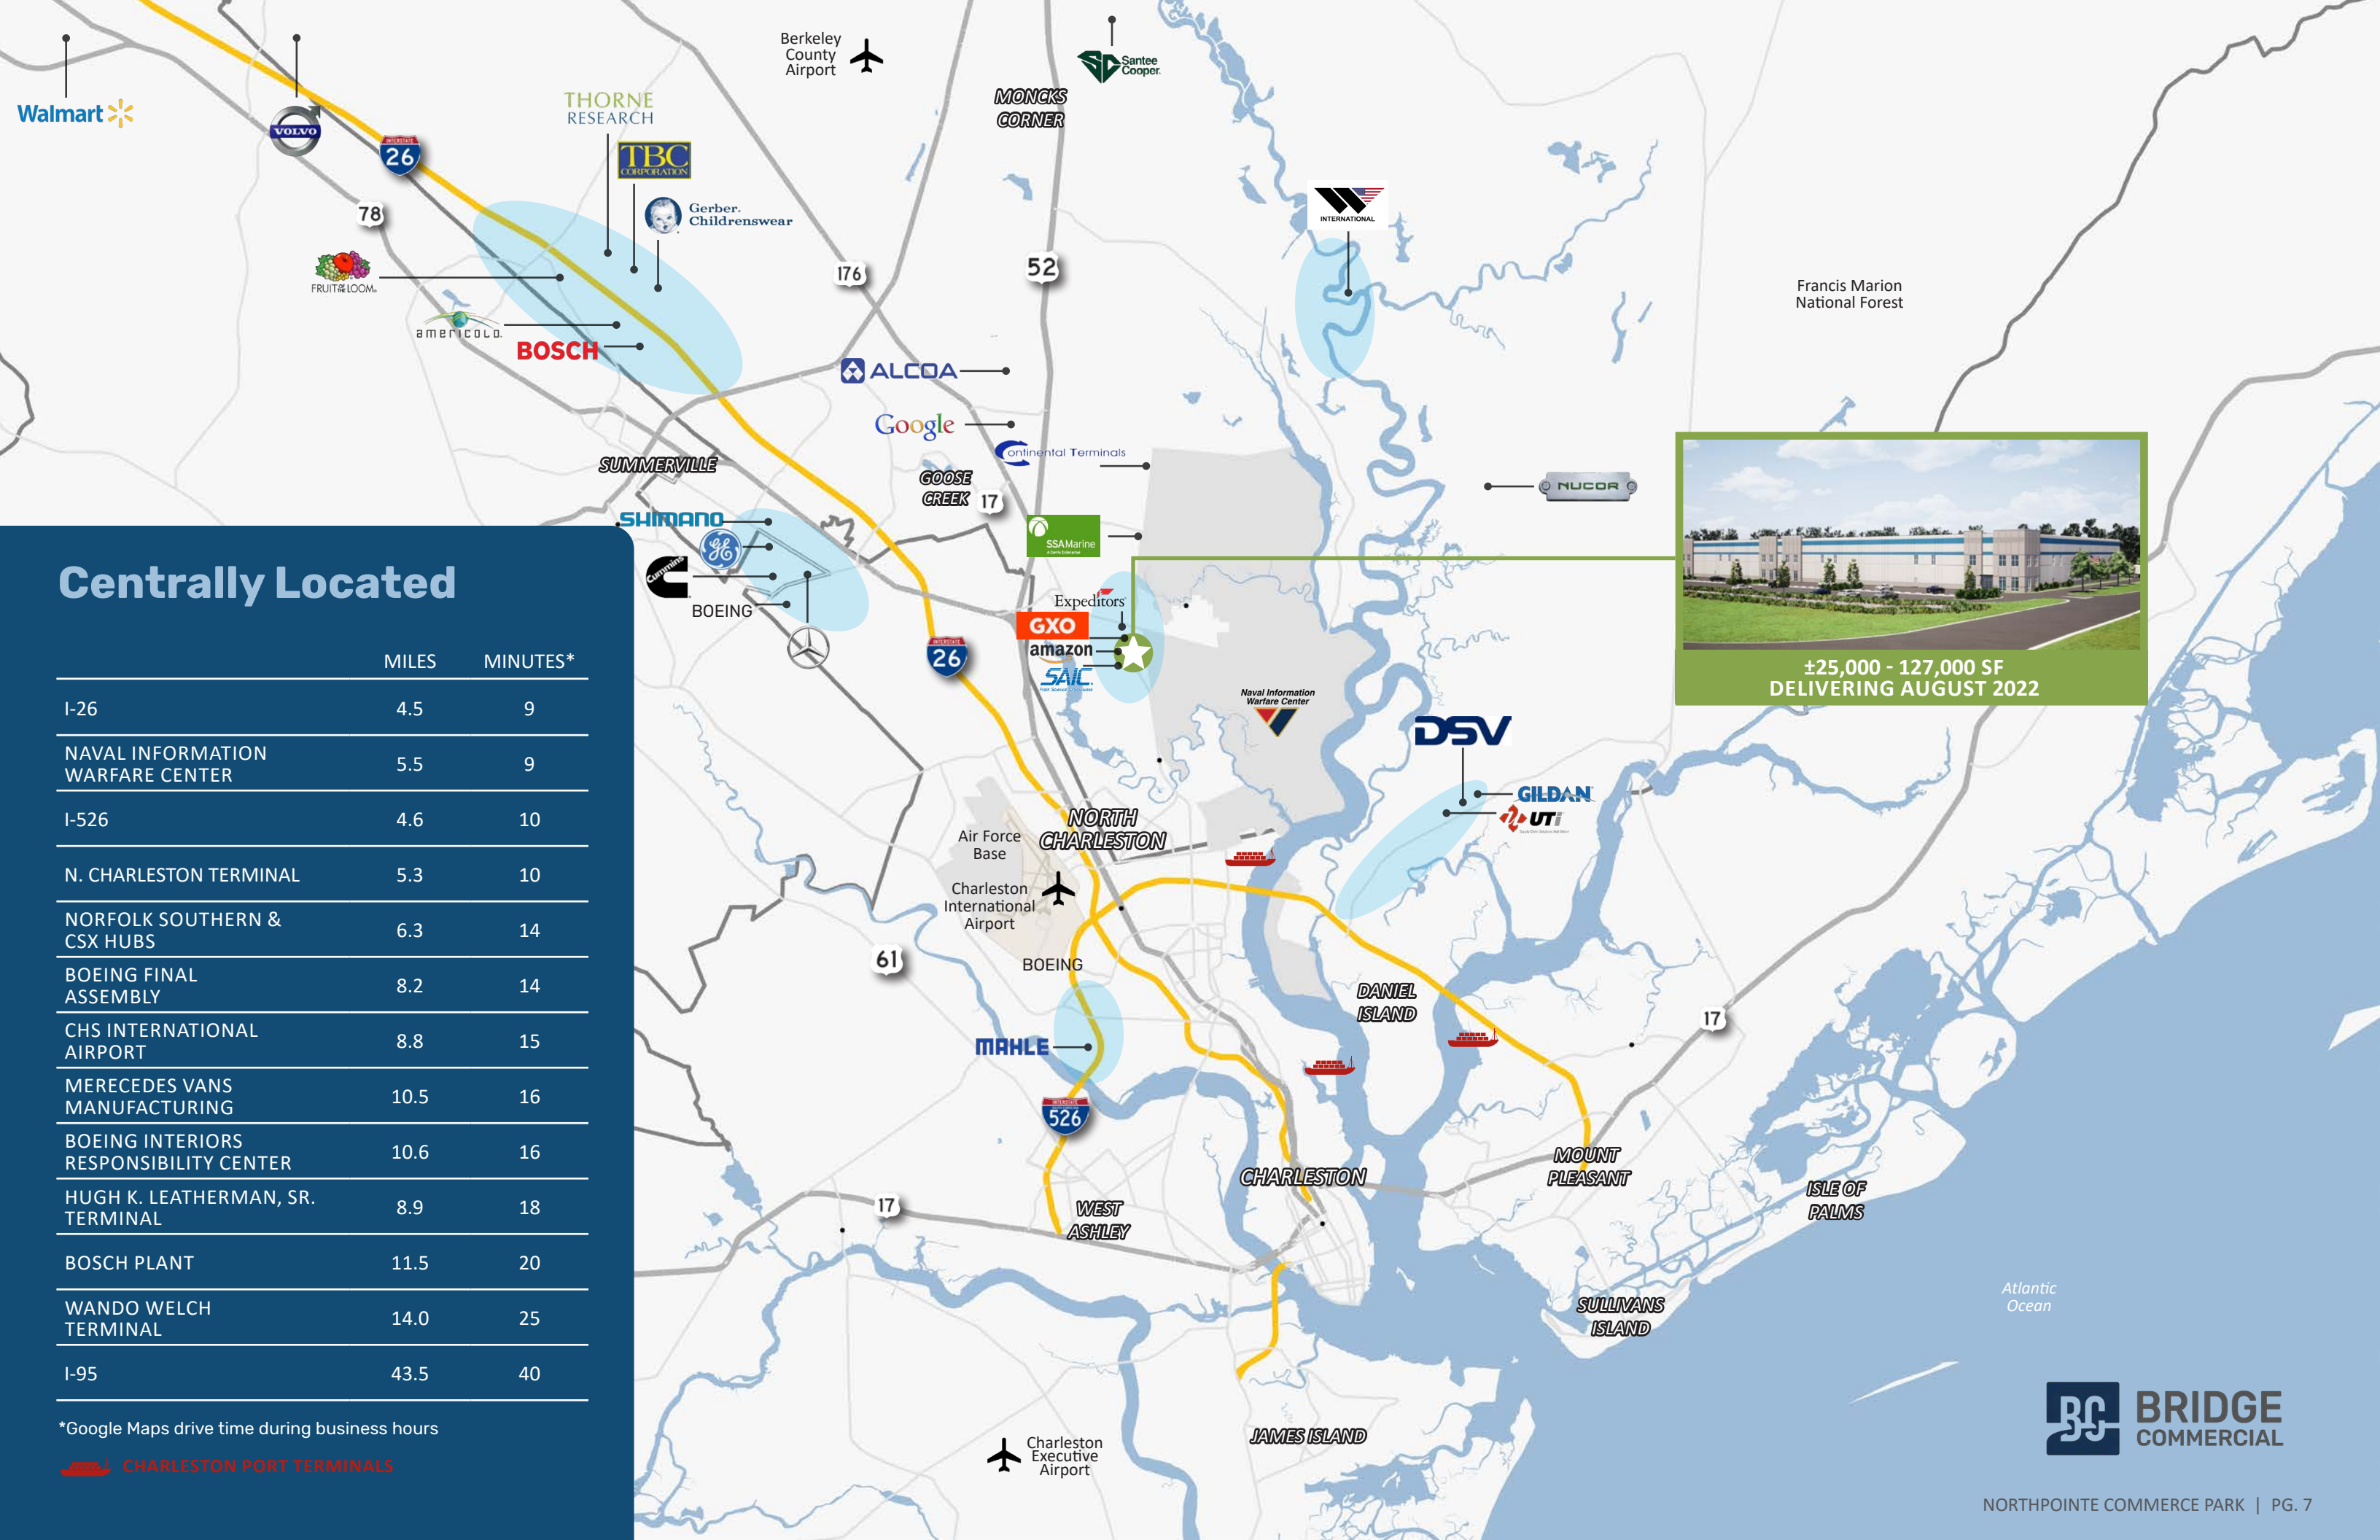 Berkeley
County
Airport
Santee
Cooper
MONCKS
CORNER
Walmart
VOLVO
INTERSTATE
26
THORNE
RESEARCH
TBC
CORPORATION
Gerber.
Childrenswear
78
FRUIT OF THE LOOM
americold
BOSCH
176
52
INTERNATIONAL
Francis Marion
National Forest
ALCOA
Google
Continental Terminals
SUMMERVILLE
GOOSE
CREEK
17
NUCOR
SHIMANO
GE
Cummins
BOEING
SSA Marine
Expeditors
GXO
amazon
SAIC
INTERSTATE
26
Naval Information
Warfare Center
±25,000 - 127,000 SF
DELIVERING AUGUST 2022
DSV
GILDAN
UTi
NORTH
CHARLESTON
Air Force
Base
Charleston
International
Airport
61
BOEING
DANIEL
ISLAND
17
MAHLE
INTERSTATE
526
MOUNT
PLEASANT
CHARLESTON
ISLE OF
PALMS
17
WEST
ASHLEY
SULLIVANS
ISLAND
Atlantic
Ocean
JAMES ISLAND
Charleston
Executive
Airport
Centrally Located
MILES MINUTES*
I-26 4.5 9
NAVAL INFORMATION
WARFARE CENTER 5.5 9
I-526 4.6 10
N. CHARLESTON TERMINAL 5.3 10
NORFOLK SOUTHERN &
CSX HUBS 6.3 14
BOEING FINAL
ASSEMBLY 8.2 14
CHS INTERNATIONAL
AIRPORT 8.8 15
MERECEDES VANS
MANUFACTURING 10.5 16
BOEING INTERIORS
RESPONSIBILITY CENTER 10.6 16
HUGH K. LEATHERMAN, SR.
TERMINAL 8.9 18
BOSCH PLANT 11.5 20
WANDO WELCH
TERMINAL 14.0 25
I-95 43.5 40
*Google Maps drive time during business hours
CHARLESTON PORT TERMINALS
BC BRIDGE
COMMERCIAL
NORTHPOINTE COMMERCE PARK | PG. 7